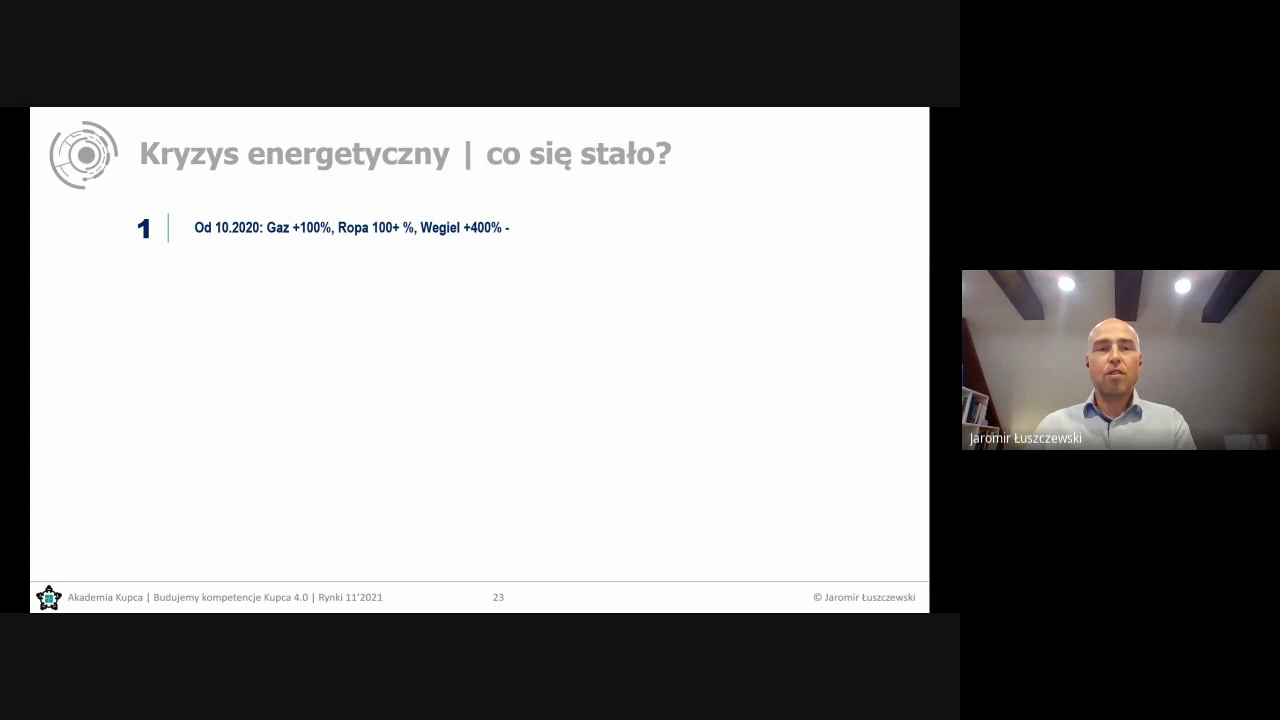 Kryzys energetyczny | co się stało?
1
Od 10.2020: Gaz +100%, Ropa 100+ %, Wegiel +400% -
Jaromir Łuszczewski
Akademia Kupca | Budujemy kompetencje Kupca 4.0 | Rynki 11'2021
23
© Jaromir Łuszczewski